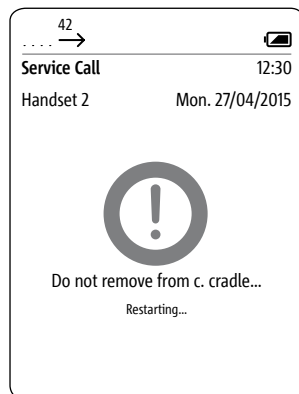 42
....
Service Call 12:30
Handset 2 Mon. 27/04/2015
Do not remove from c. cradle...
Restarting...